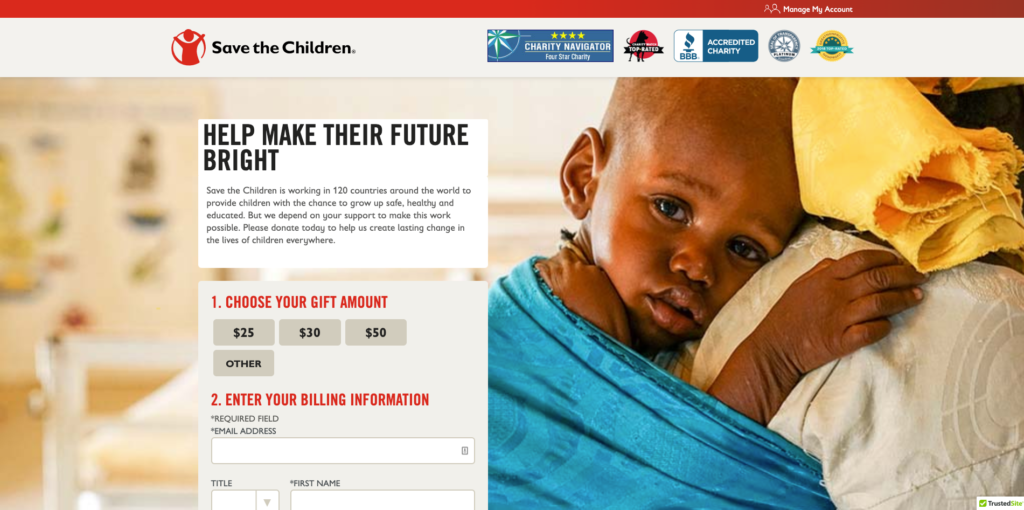 Manage My Account
Save the Children®
CHARITY NAVIGATOR
Four Star Charity
TOP-RATED
BBB
ACCREDITED
CHARITY
PLATINUM
HELP MAKE THEIR FUTURE
BRIGHT
Save the Children is working in 120 countries around the world to
provide children with the chance to grow up safe, healthy and
educated. But we depend on your support to make this work
possible. Please donate today to help us create lasting change in
the lives of children everywhere.
1. CHOOSE YOUR GIFT AMOUNT
$25
$30
$50
OTHER
2. ENTER YOUR BILLING INFORMATION
*REQUIRED FIELD
*EMAIL ADDRESS
TITLE
*FIRST NAME
TrustedSite